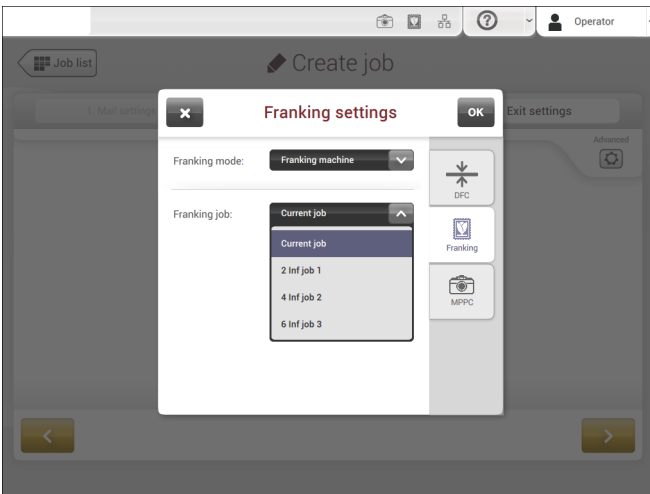 Operator
Job list
Create job
1. Mail settings
Exit settings
Advanced
Franking settings
OK
Franking mode:
Franking machine
DFC
Franking job:
Current job
Current job
Franking
2 Inf job 1
4 Inf job 2
MPPC
6 Inf job 3